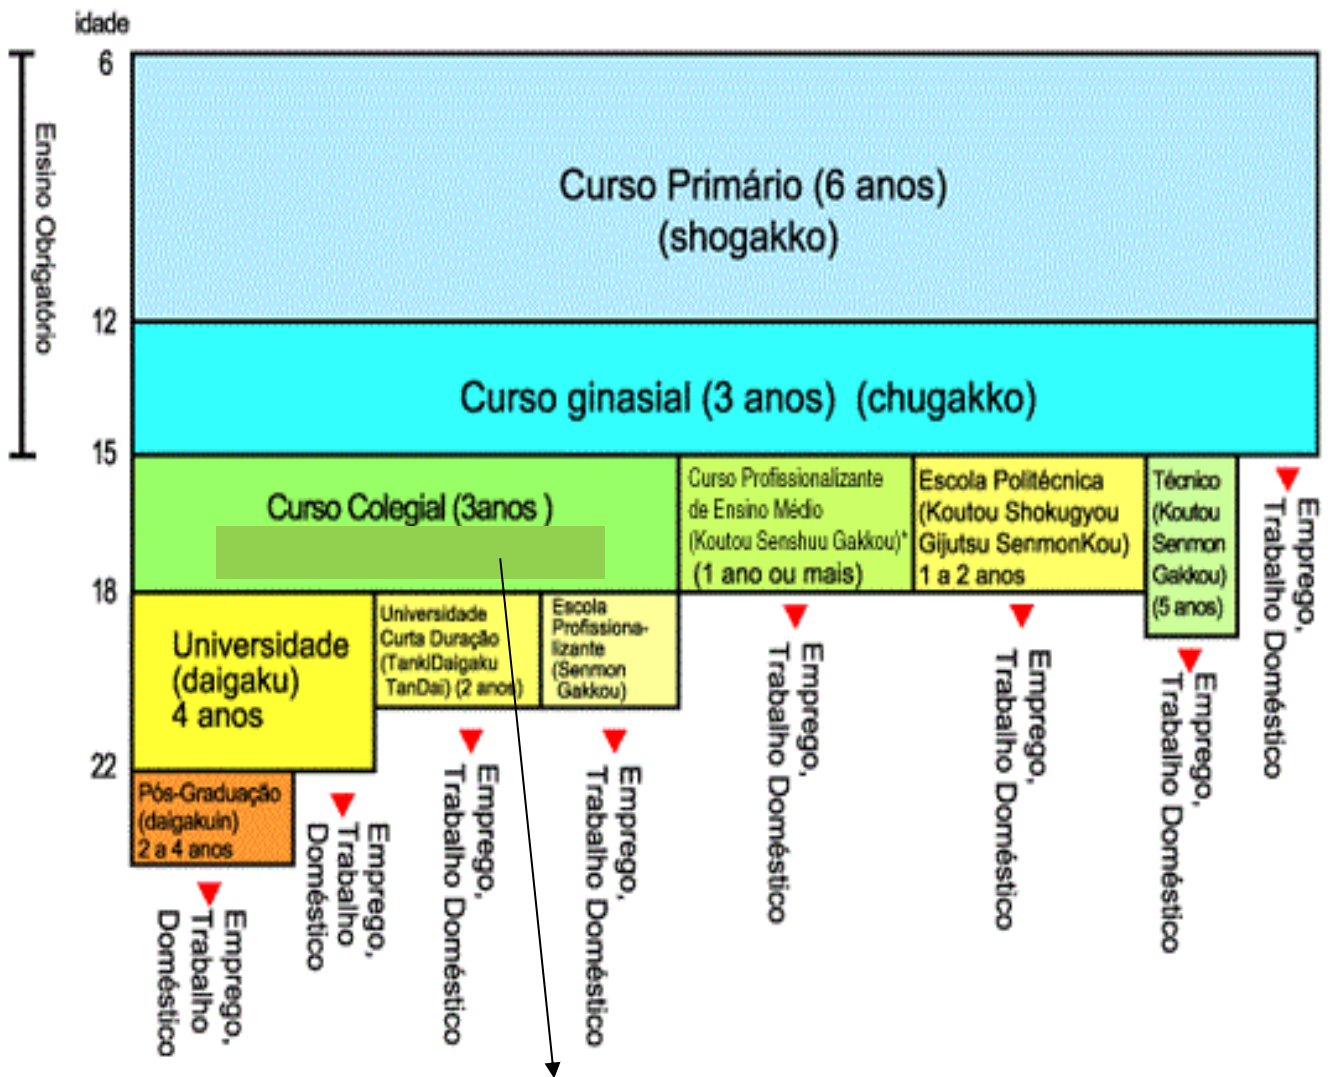 idade
6
Ensino Obrigatório
Curso Primário (6 anos)
(shogakko)
12
Curso ginasial (3 anos) (chugakko)
15
Curso Colegial (3anos )
Curso Profissionalizante
de Ensino Médio
(Koutou Senshuu Gakkou)*
(1 ano ou mais)
Escola Politécnica
(Koutou Shokugyou
Gijutsu SenmonKou)
1 a 2 anos
Técnico
(Koutou
Senmon
Gakkou)
(5 anos)
Emprego,
Trabalho Doméstico
18
Universidade
(daigaku)
4 anos
Universidade
Curta Duração
(TankiDaigaku
TanDai) (2 anos)
Escola
Profissiona-
lizante
(Senmon
Gakkou)
Emprego,
Trabalho Doméstico
Emprego,
Trabalho Doméstico
Emprego,
Trabalho Doméstico
22
Pós-Graduação
(daigakuin)
2 a 4 anos
Emprego,
Trabalho
Doméstico
Emprego,
Trabalho Doméstico
Emprego,
Trabalho Doméstico
Emprego,
Trabalho
Doméstico